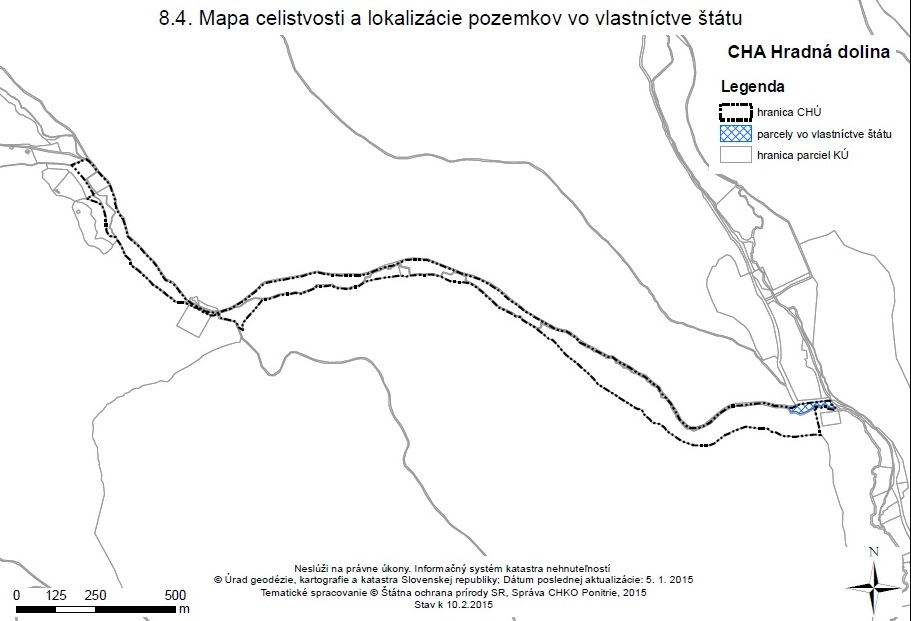 8.4. Mapa celistvosti a lokalizácie pozemkov vo vlastníctve štátu
CHA Hradná dolina
Legenda
hranica CHÚ
parcely vo vlastníctve štátu
hranica parciel KÚ
N
Neslúži na právne úkony. Informačný systém katastra nehnuteľností
© Úrad geodézie, kartografie a katastra Slovenskej republiky; Dátum poslednej aktualizácie: 5. 1. 2015
Tematické spracovanie © Štátna ochrana prírody SR, Správa CHKO Ponitrie, 2015
Stav k 10.2.2015
0 125 250 500
m